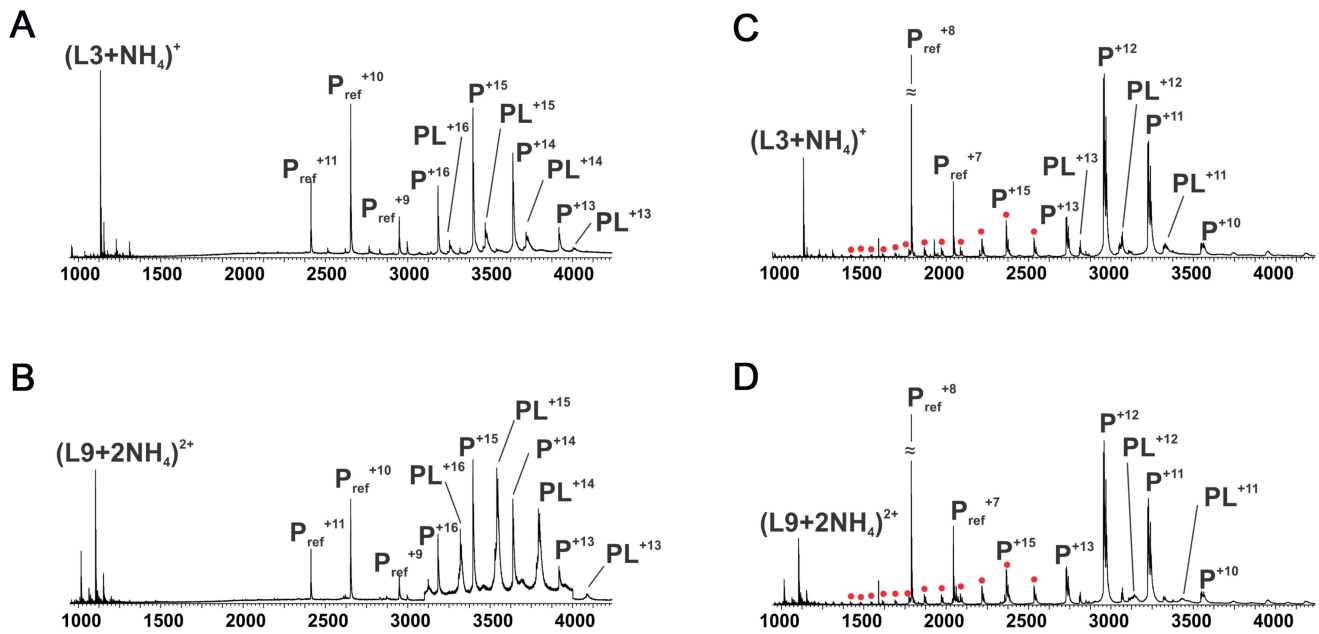 A
(L3+NH₄)⁺
Pref⁺¹¹
Pref⁺¹⁰
Pref⁺⁹
P⁺¹⁶
PL⁺¹⁶
P⁺¹⁵
PL⁺¹⁵
P⁺¹⁴
PL⁺¹⁴
P⁺¹³
PL⁺¹³
1000 1500 2000 2500 3000 3500 4000
B
(L9+2NH₄)²⁺
Pref⁺¹¹
Pref⁺¹⁰
Pref⁺⁹
P⁺¹⁶
PL⁺¹⁶
P⁺¹⁵
PL⁺¹⁵
P⁺¹⁴
PL⁺¹⁴
P⁺¹³
PL⁺¹³
1000 1500 2000 2500 3000 3500 4000
C
(L3+NH₄)⁺
Pref⁺⁸
≈
Pref⁺⁷
P⁺¹⁵
P⁺¹³
PL⁺¹³
P⁺¹²
PL⁺¹²
P⁺¹¹
PL⁺¹¹
P⁺¹⁰
1000 1500 2000 2500 3000 3500 4000
D
(L9+2NH₄)²⁺
Pref⁺⁸
≈
Pref⁺⁷
P⁺¹⁵
P⁺¹³
P⁺¹²
PL⁺¹²
P⁺¹¹
PL⁺¹¹
P⁺¹⁰
1000 1500 2000 2500 3000 3500 4000